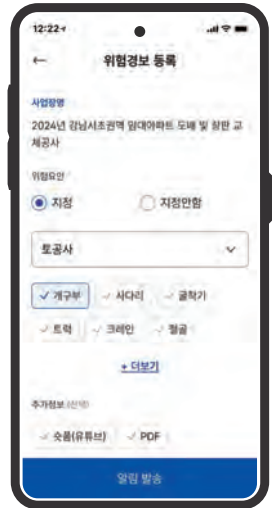 12:22
위험경보 등록
사업장명
2024년 강남서초권역 임대아파트 도배 및 장판 교
체공사
위험요인
지정 지정안함
토공사
개구부 사다리 굴착기
트럭 크레인 철골
+ 더보기
추가정보 (선택)
숏폼(유튜브) PDF
알림 발송